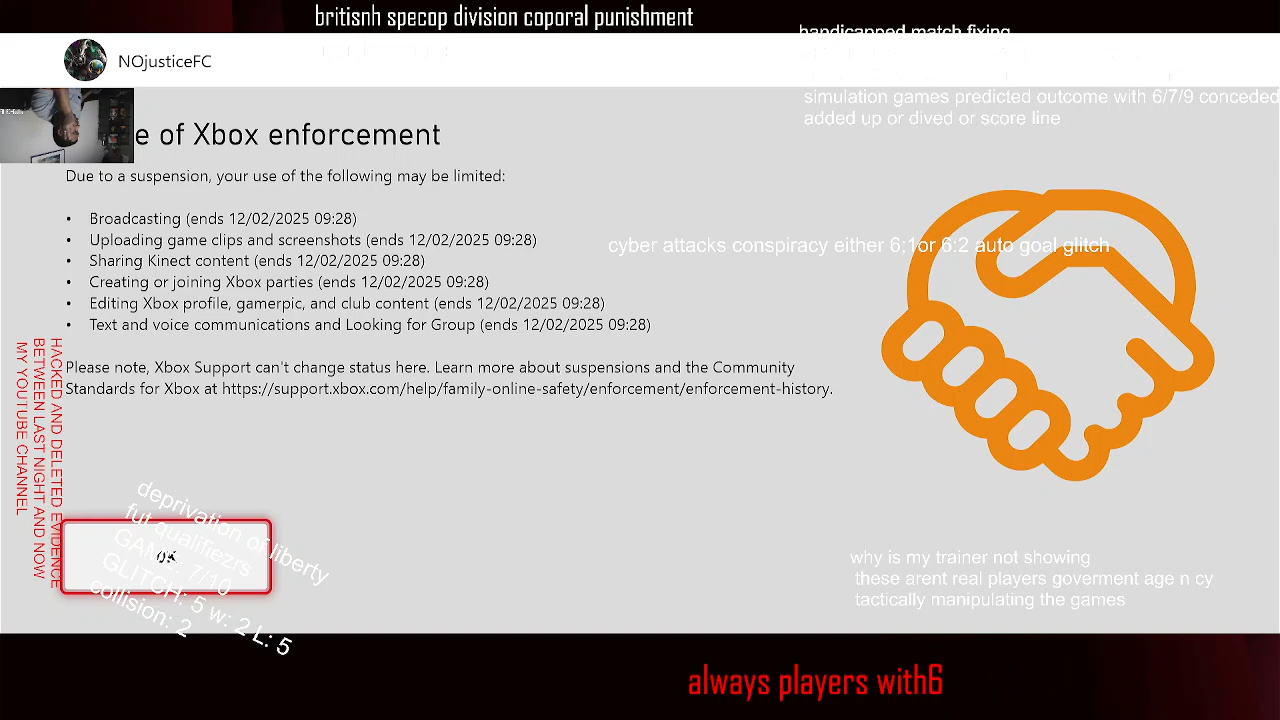 britisnh specop division coporal punishment
handicapped match fixing
NOjusticeFC
simulation games predicted outcome with 6/7/9 conceded
added up or dived or score line
e of Xbox enforcement
Due to a suspension, your use of the following may be limited:
• Broadcasting (ends 12/02/2025 09:28)
• Uploading game clips and screenshots (ends 12/02/2025 09:28)
cyber attacks conspiracy either 6;1or 6:2 auto goal glitch
• Sharing Kinect content (ends 12/02/2025 09:28)
• Creating or joining Xbox parties (ends 12/02/2025 09:28)
• Editing Xbox profile, gamerpic, and club content (ends 12/02/2025 09:28)
• Text and voice communications and Looking for Group (ends 12/02/2025 09:28)
Please note, Xbox Support can't change status here. Learn more about suspensions and the Community
Standards for Xbox at https://support.xbox.com/help/family-online-safety/enforcement/enforcement-history.
HACKED AND DELETED EVIDENCE
BETWEEN LAST NIGHT AND NOW
MY YOUTUBE CHANNEL
deprivation of liberty
fut qualifiezrs
GAME: 7/10
GLITCH: 5 w: 2 L: 5
collision: 2
OK
why is my trainer not showing
these arent real players goverment age n cy
tactically manipulating the games
always players with6